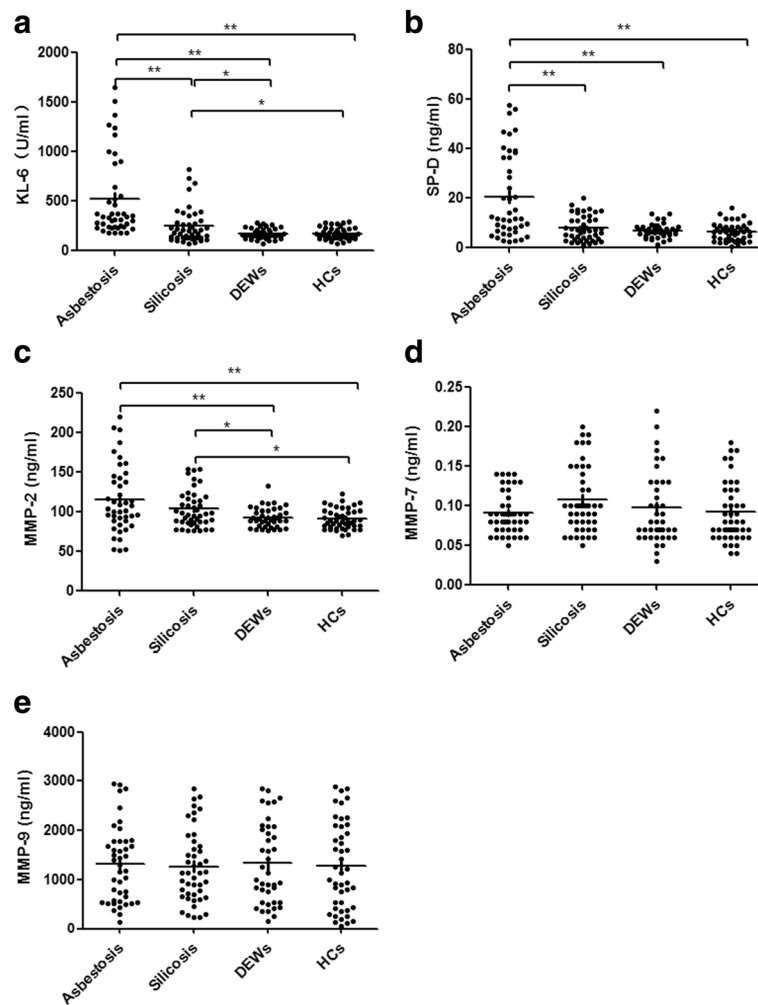 a
**
**
** *
*
2000
1500
1000
500
0
KL-6 (U/ml)
Asbestosis
Silicosis
DEWs
HCs
b
**
**
**
80
60
40
20
0
SP-D (ng/ml)
Asbestosis
Silicosis
DEWs
HCs
c
**
**
*
*
250
200
150
100
50
0
MMP-2 (ng/ml)
Asbestosis
Silicosis
DEWs
HCs
d
0.25
0.20
0.15
0.10
0.05
0.00
MMP-7 (ng/ml)
Asbestosis
Silicosis
DEWs
HCs
e
4000
3000
2000
1000
0
MMP-9 (ng/ml)
Asbestosis
Silicosis
DEWs
HCs